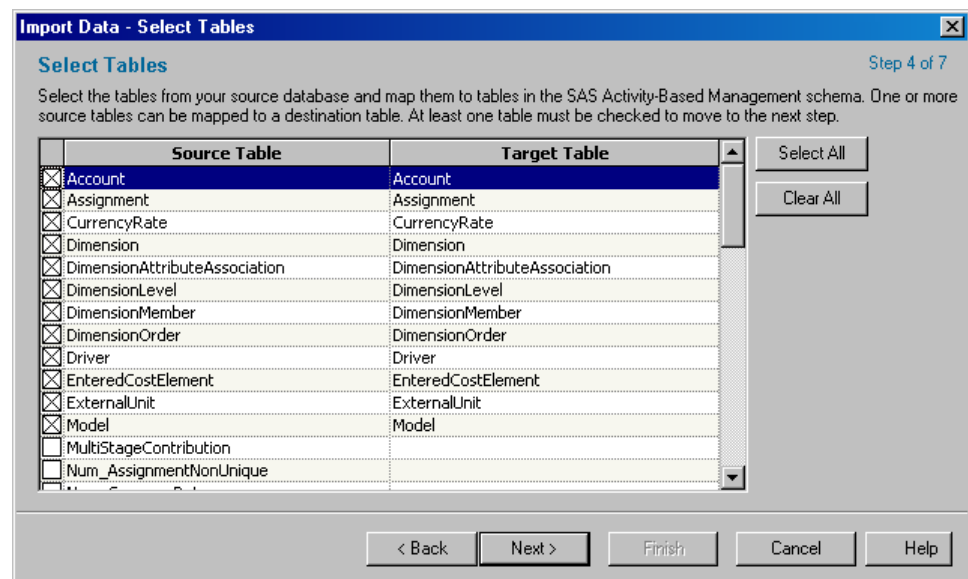 Import Data - Select Tables
Select Tables
Step 4 of 7
Select the tables from your source database and map them to tables in the SAS Activity-Based Management schema. One or more
source tables can be mapped to a destination table. At least one table must be checked to move to the next step.
Source Table Target Table
Select All
Account Account
Assignment Assignment
Clear All
CurrencyRate CurrencyRate
Dimension Dimension
DimensionAttributeAssociation DimensionAttributeAssociation
DimensionLevel DimensionLevel
DimensionMember DimensionMember
DimensionOrder DimensionOrder
Driver Driver
EnteredCostElement EnteredCostElement
ExternalUnit ExternalUnit
Model Model
MultiStageContribution
Num_AssignmentNonUnique
< Back Next > Finish Cancel Help